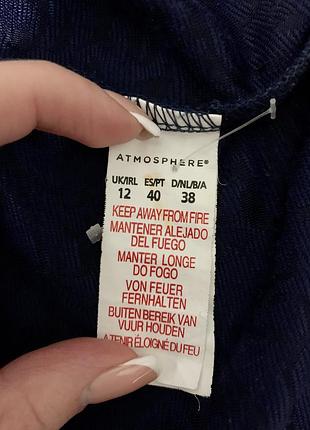 ATMOSPHERE®
UK/IRL ES/PT D/NL/B/A
12 40 38
KEEP AWAY FROM FIRE
MANTENER ALEJADO
DEL FUEGO
MANTER LONGE
DO FOGO
VON FEUER
FERNHALTEN
BUITEN BEREIK VAN
VUUR HOUDEN
A TENIR ÉLOIGNÉ DU FEU